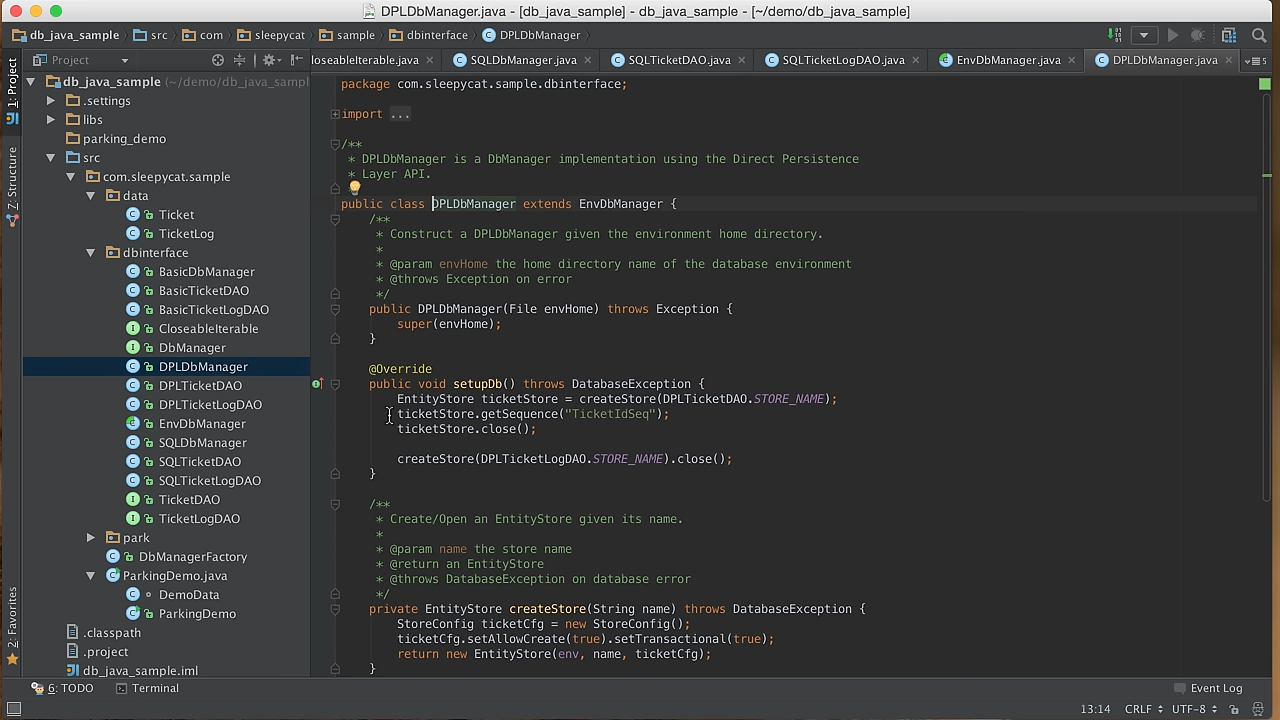 DPLDbManager.java - [db_java_sample] - db_java_sample - [~/demo/db_java_sample]
db_java_sample src com sleepycat sample dbinterface DPLDbManager.java
Project
loseableIterable.java SQLDbManager.java SQLTicketDAO.java SQLTicketLogDAO.java EnvDbManager.java DPLDbManager.java
1: Project
Z: Structure
2: Favorites
db_java_sample (~/demo/db_java_sampl
.settings
libs
parking_demo
src
com.sleepycat.sample
data
Ticket
TicketLog
dbinterface
BasicDbManager
BasicTicketDAO
BasicTicketLogDAO
CloseableIterable
DbManager
DPLDbManager
DPLTicketDAO
DPLTicketLogDAO
EnvDbManager
SQLDbManager
SQLTicketDAO
SQLTicketLogDAO
TicketDAO
TicketLogDAO
park
DbManagerFactory
ParkingDemo.java
DemoData
ParkingDemo
.classpath
.project
db_java_sample.iml
package com.sleepycat.sample.dbinterface;
import ...
/**
* DPLDbManager is a DbManager implementation using the Direct Persistence
* Layer API.
public class DPLDbManager extends EnvDbManager {
/**
* Construct a DPLDbManager given the environment home directory.
*
* @param envHome the home directory name of the database environment
* @throws Exception on error
*/
public DPLDbManager(File envHome) throws Exception {
super(envHome);
}
@Override
public void setupDb() throws DatabaseException {
EntityStore ticketStore = createStore(DPLTicketDAO.STORE_NAME);
ticketStore.getSequence("TicketIdSeq");
ticketStore.close();
createStore(DPLTicketLogDAO.STORE_NAME).close();
}
/**
* Create/Open an EntityStore given its name.
*
* @param name the store name
* @return an EntityStore
* @throws DatabaseException on database error
*/
private EntityStore createStore(String name) throws DatabaseException {
StoreConfig ticketCfg = new StoreConfig();
ticketCfg.setAllowCreate(true).setTransactional(true);
return new EntityStore(env, name, ticketCfg);
}
6: TODO Terminal Event Log
13:14 CRLF UTF-8